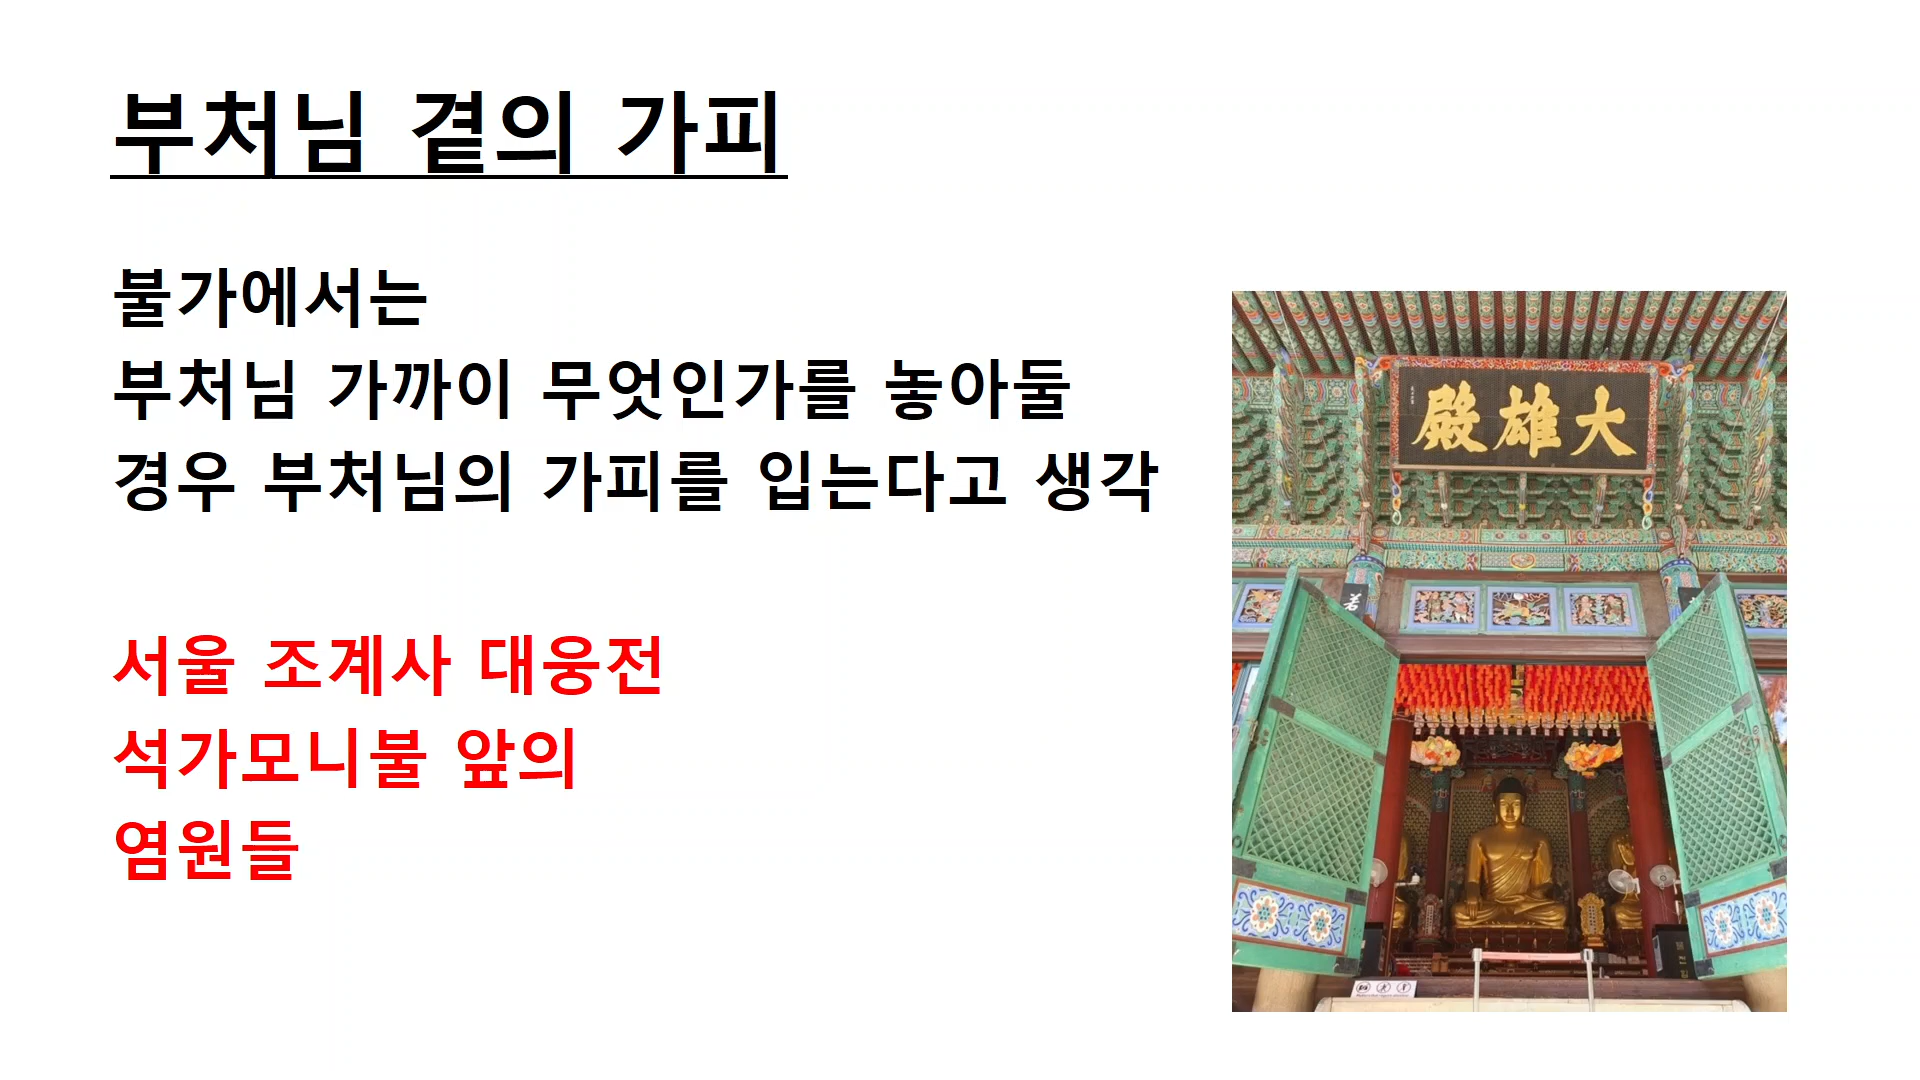 부처님 곁의 가피
불가에서는
부처님 가까이 무엇인가를 놓아둘
경우 부처님의 가피를 입는다고 생각
서울 조계사 대웅전
석가모니불 앞의
염원들
殿雄大
若